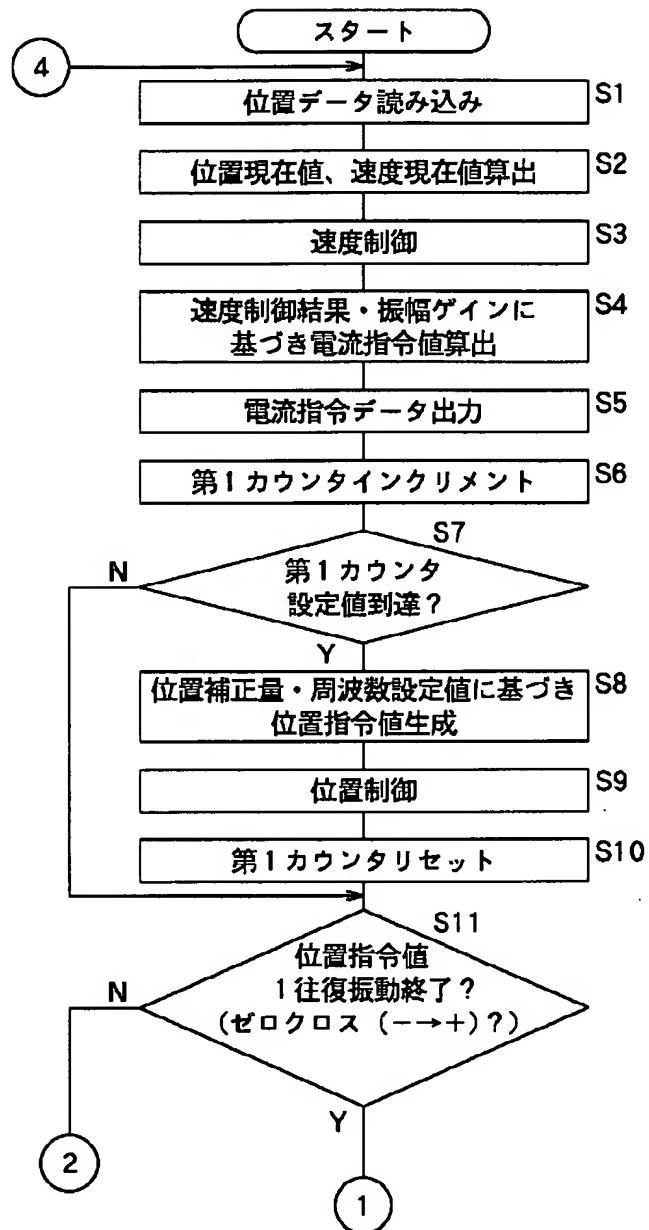 スタート
4
位置データ読み込み S1
位置現在値、速度現在値算出 S2
速度制御 S3
速度制御結果・振幅ゲインに S4
基づき電流指令値算出
電流指令データ出力 S5
第1カウンタインクリメント S6
S7
N 第1カウンタ
設定値到達?
Y
位置補正量・周波数設定値に基づき S8
位置指令値生成
位置制御 S9
第1カウンタリセット S10
S11
位置指令値
N 1往復振動終了?
(ゼロクロス (−→+)?)
Y
2
1